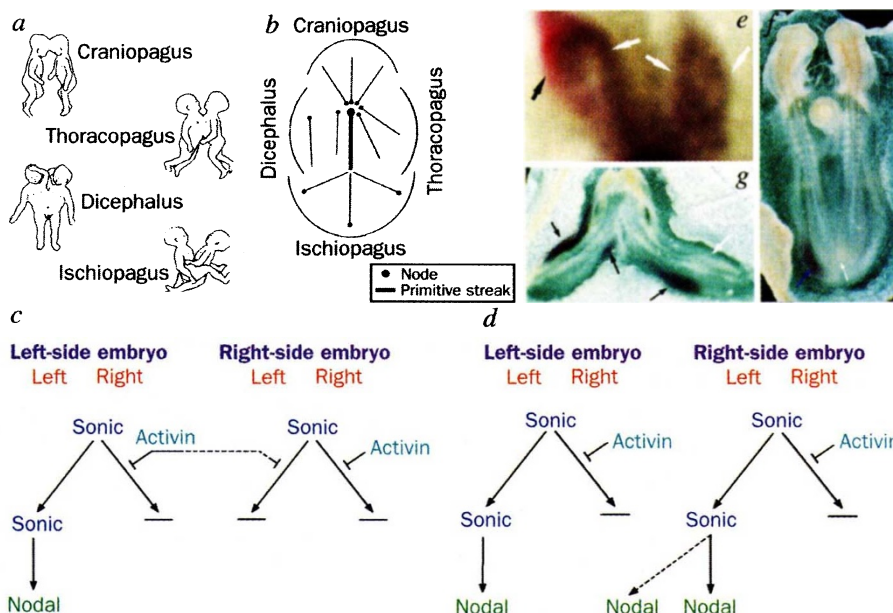 a
Craniopagus
Thoracopagus
Dicephalus
Ischiopagus
b
Craniopagus
Dicephalus
Thoracopagus
Ischiopagus
Node
Primitive streak
e
g
c
Left-side embryo Right-side embryo
Left Right Left Right
Sonic Sonic
Activin Activin
— — —
Sonic
Nodal
d
Left-side embryo Right-side embryo
Left Right Left Right
Sonic Sonic
Activin Activin
— —
Sonic Sonic
Nodal Nodal Nodal